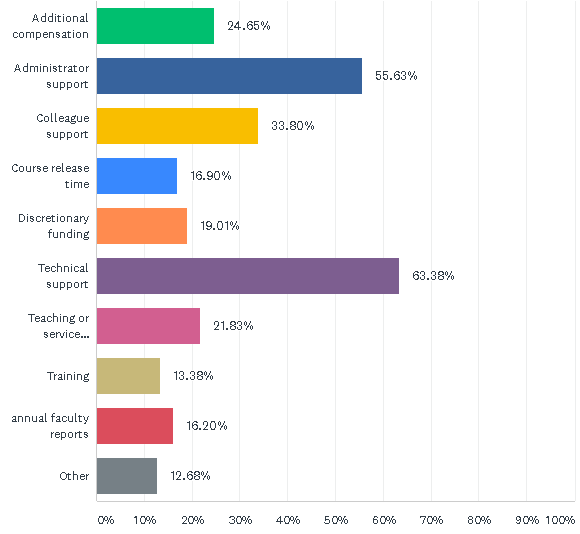 Additional
compensation
24.65%
Administrator
support
55.63%
Colleague
support
33.80%
Course release
time
16.90%
Discretionary
funding
19.01%
Technical
support
63.38%
Teaching or
service...
21.83%
Training
13.38%
annual faculty
reports
16.20%
Other
12.68%
0% 10% 20% 30% 40% 50% 60% 70% 80% 90% 100%